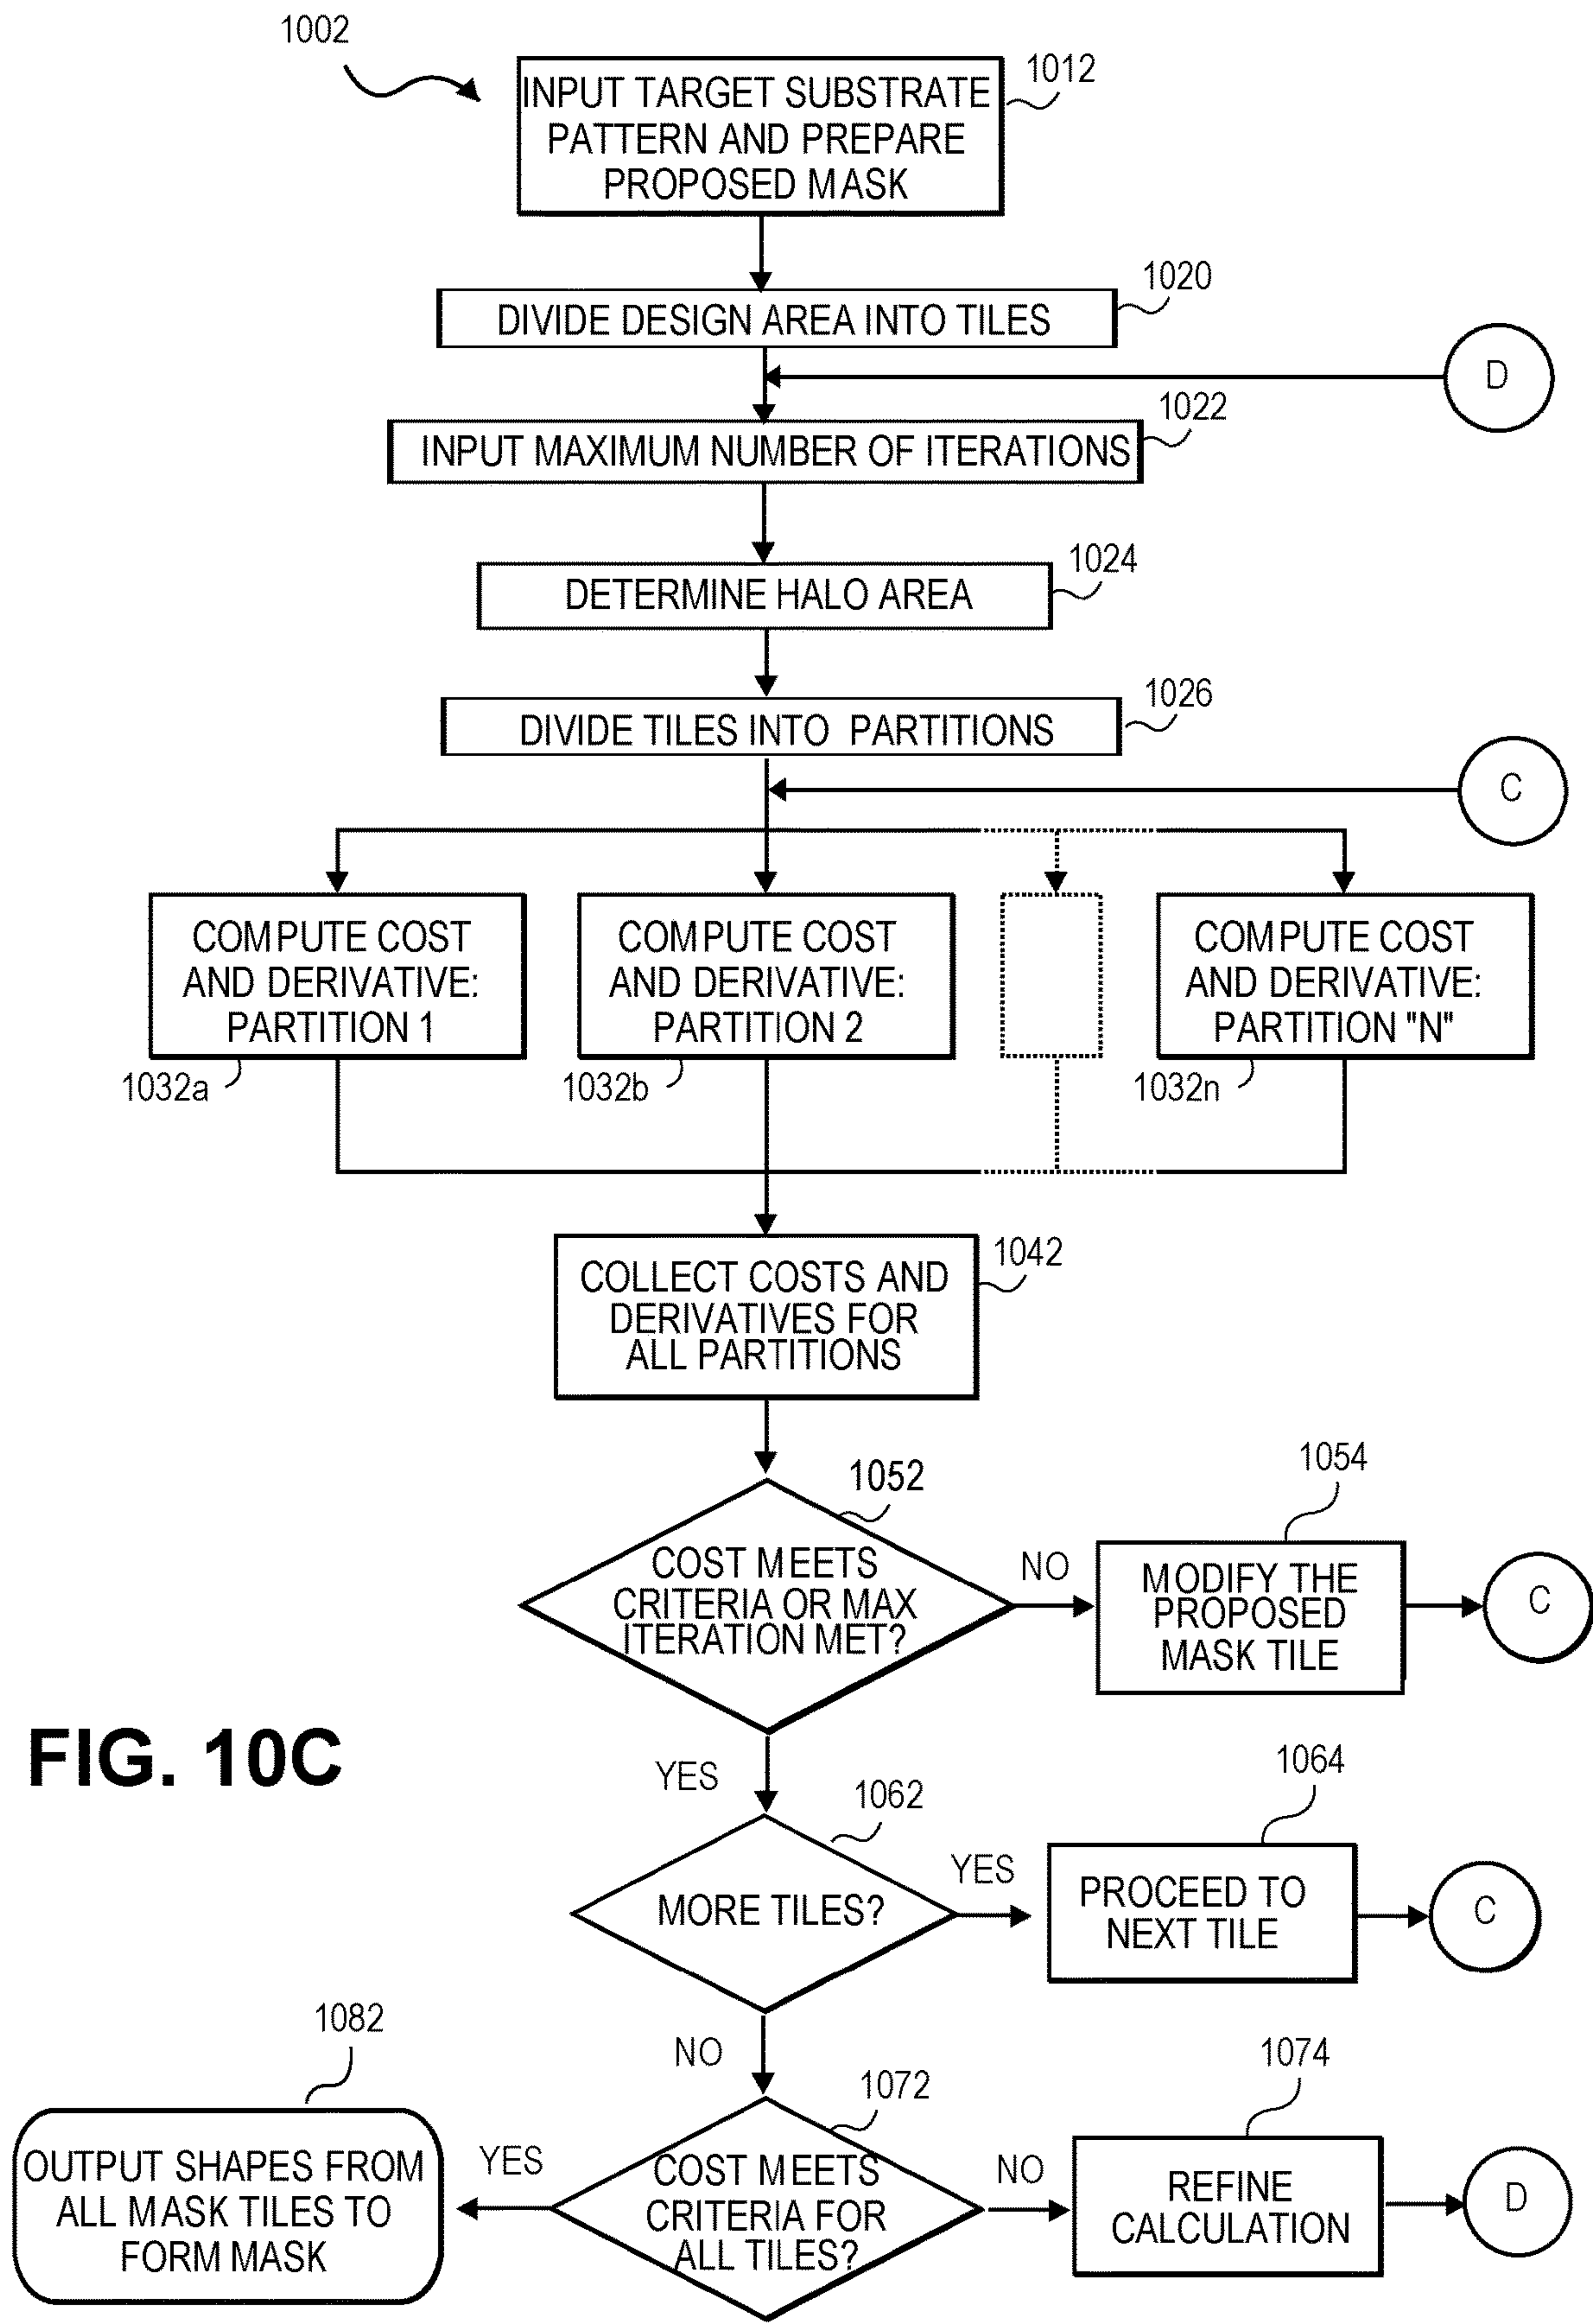 1002
INPUT TARGET SUBSTRATE
PATTERN AND PREPARE
PROPOSED MASK
1012
DIVIDE DESIGN AREA INTO TILES
1020
D
INPUT MAXIMUM NUMBER OF ITERATIONS
1022
DETERMINE HALO AREA
1024
DIVIDE TILES INTO PARTITIONS
1026
C
COMPUTE COST
AND DERIVATIVE:
PARTITION 1
1032a
COMPUTE COST
AND DERIVATIVE:
PARTITION 2
1032b
COMPUTE COST
AND DERIVATIVE:
PARTITION "N"
1032n
COLLECT COSTS AND
DERIVATIVES FOR
ALL PARTITIONS
1042
COST MEETS
CRITERIA OR MAX
ITERATION MET?
1052
NO
MODIFY THE
PROPOSED
MASK TILE
1054
C
FIG. 10C
YES
MORE TILES?
1062
YES
PROCEED TO
NEXT TILE
1064
C
NO
COST MEETS
CRITERIA FOR
ALL TILES?
1072
YES
OUTPUT SHAPES FROM
ALL MASK TILES TO
FORM MASK
1082
NO
REFINE
CALCULATION
1074
D